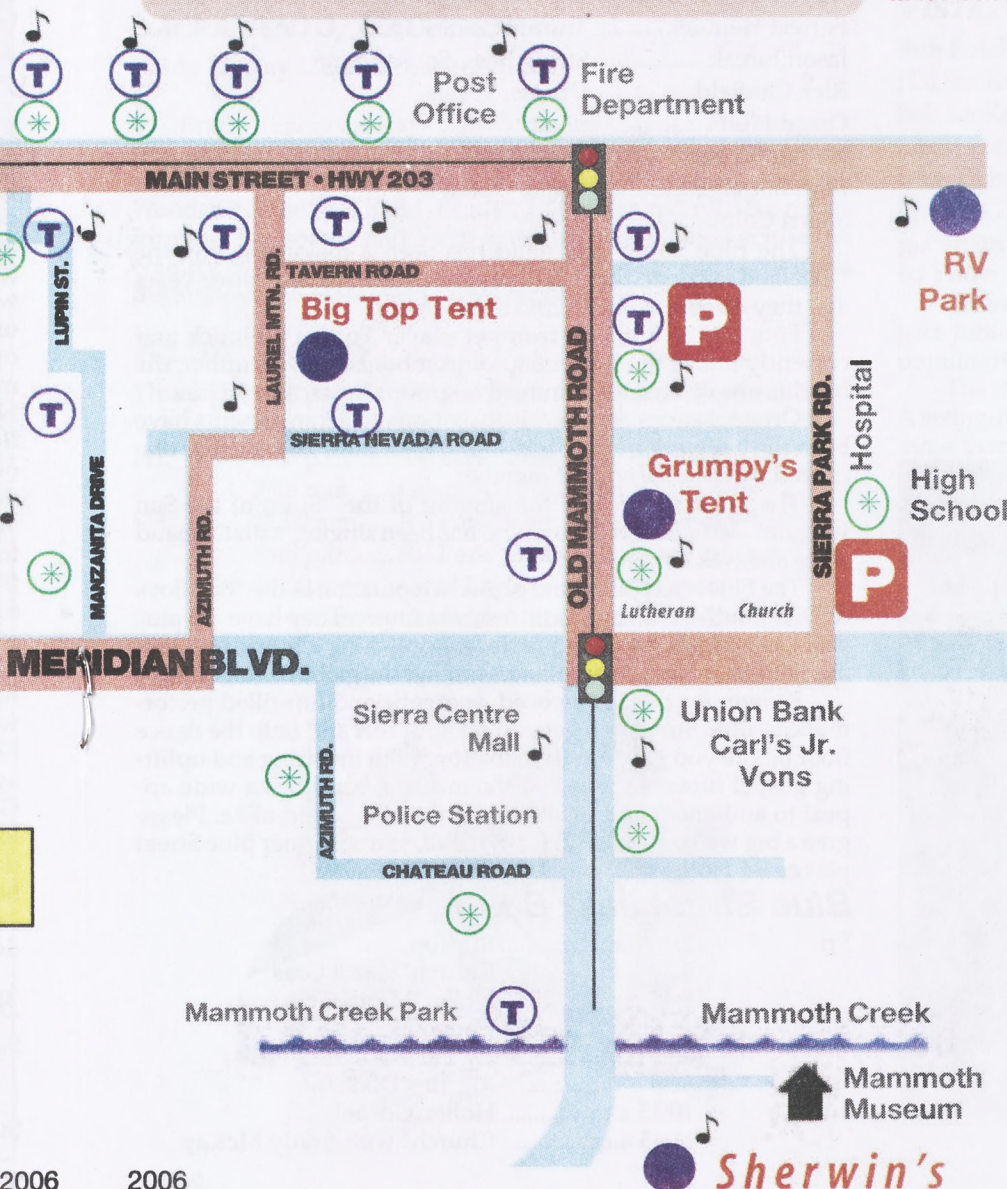 T
T
T
T
T
Post
Office
Fire
Department
MAIN STREET • HWY 203
T
T
T
T
LUPIN ST.
LAUREL MTN. RD.
TAVERN ROAD
RV
Park
Big Top Tent
T
P
T
T
SIERRA NEVADA ROAD
OLD MAMMOTH ROAD
SIERRA PARK RD.
Hospital
Grumpy's
Tent
High
School
MANZANITA DRIVE
AZIMUTH RD.
T
P
Lutheran Church
MERIDIAN BLVD.
Sierra Centre
Mall
Union Bank
Carl's Jr.
Vons
AZIMUTH RD.
Police Station
CHATEAU ROAD
Mammoth Creek Park
T
Mammoth Creek
Mammoth
Museum
Sherwin's
2006 2006